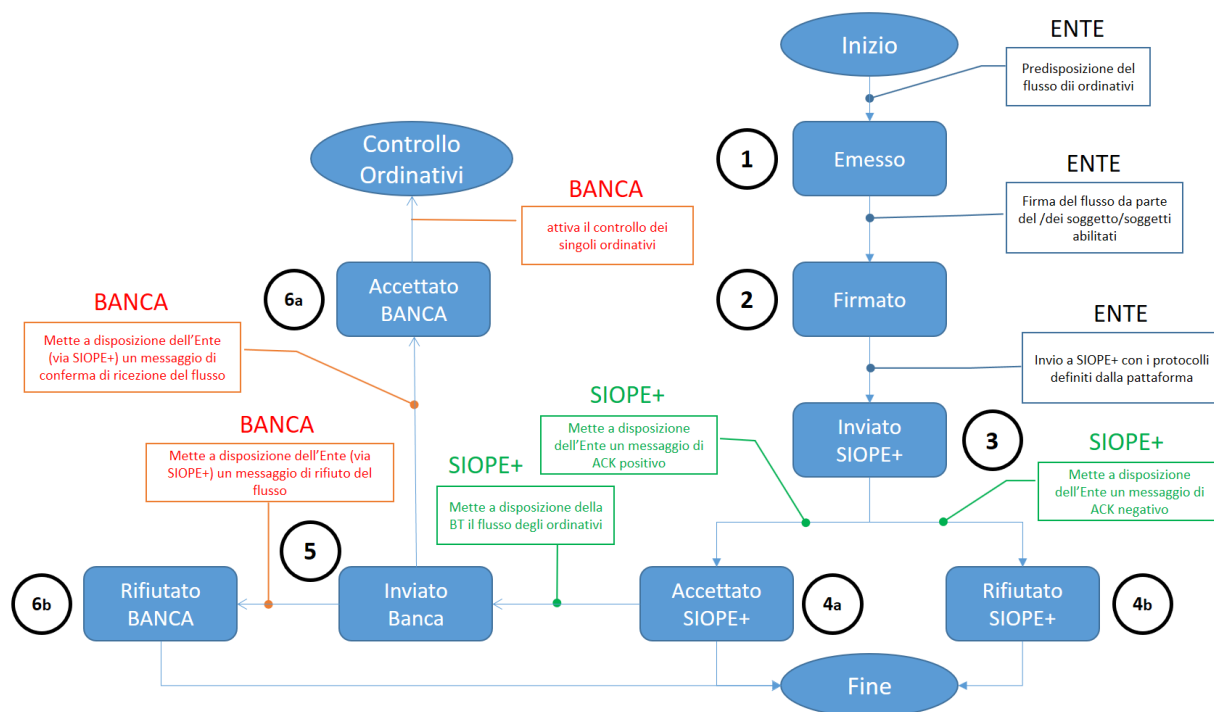 Inizio
ENTE
Predisposizione del
flusso dii ordinativi
1
Emesso
ENTE
Firma del flusso da parte
del /dei soggetto/soggetti
abilitati
2
Firmato
ENTE
Invio a SIOPE+ con i protocolli
definiti dalla pattaforma
Inviato
SIOPE+
3
SIOPE+
Mette a disposizione
dell'Ente un messaggio di
ACK positivo
SIOPE+
Mette a disposizione
dell'Ente un messaggio di
ACK negativo
Accettato
SIOPE+
4a
Rifiutato
SIOPE+
4b
SIOPE+
Mette a disposizione della
BT il flusso degli ordinativi
5
Inviato
Banca
BANCA
Mette a disposizione dell'Ente (via
SIOPE+) un messaggio di rifiuto del
flusso
6b
Rifiutato
BANCA
BANCA
Mette a disposizione dell'Ente
(via SIOPE+) un messaggio di
conferma di ricezione del flusso
6a
Accettato
BANCA
BANCA
attiva il controllo dei
singoli ordinativi
Controllo
Ordinativi
Fine